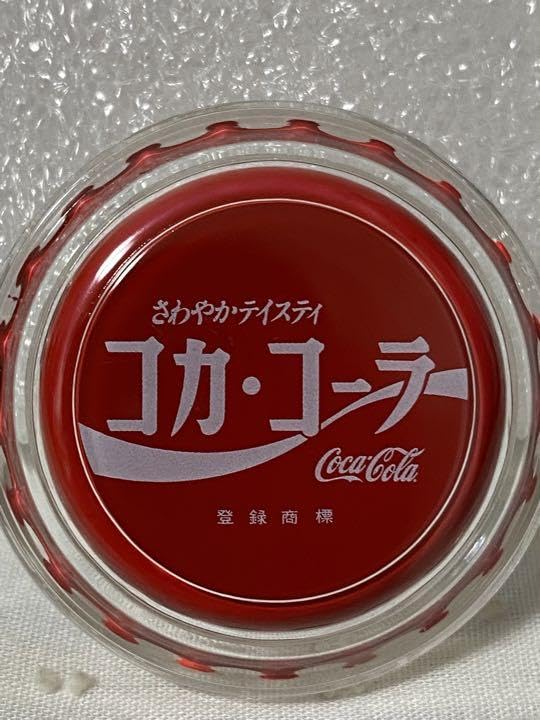 さわやかテイスティ
コカ・コーラ
Coca-Cola
登録商標